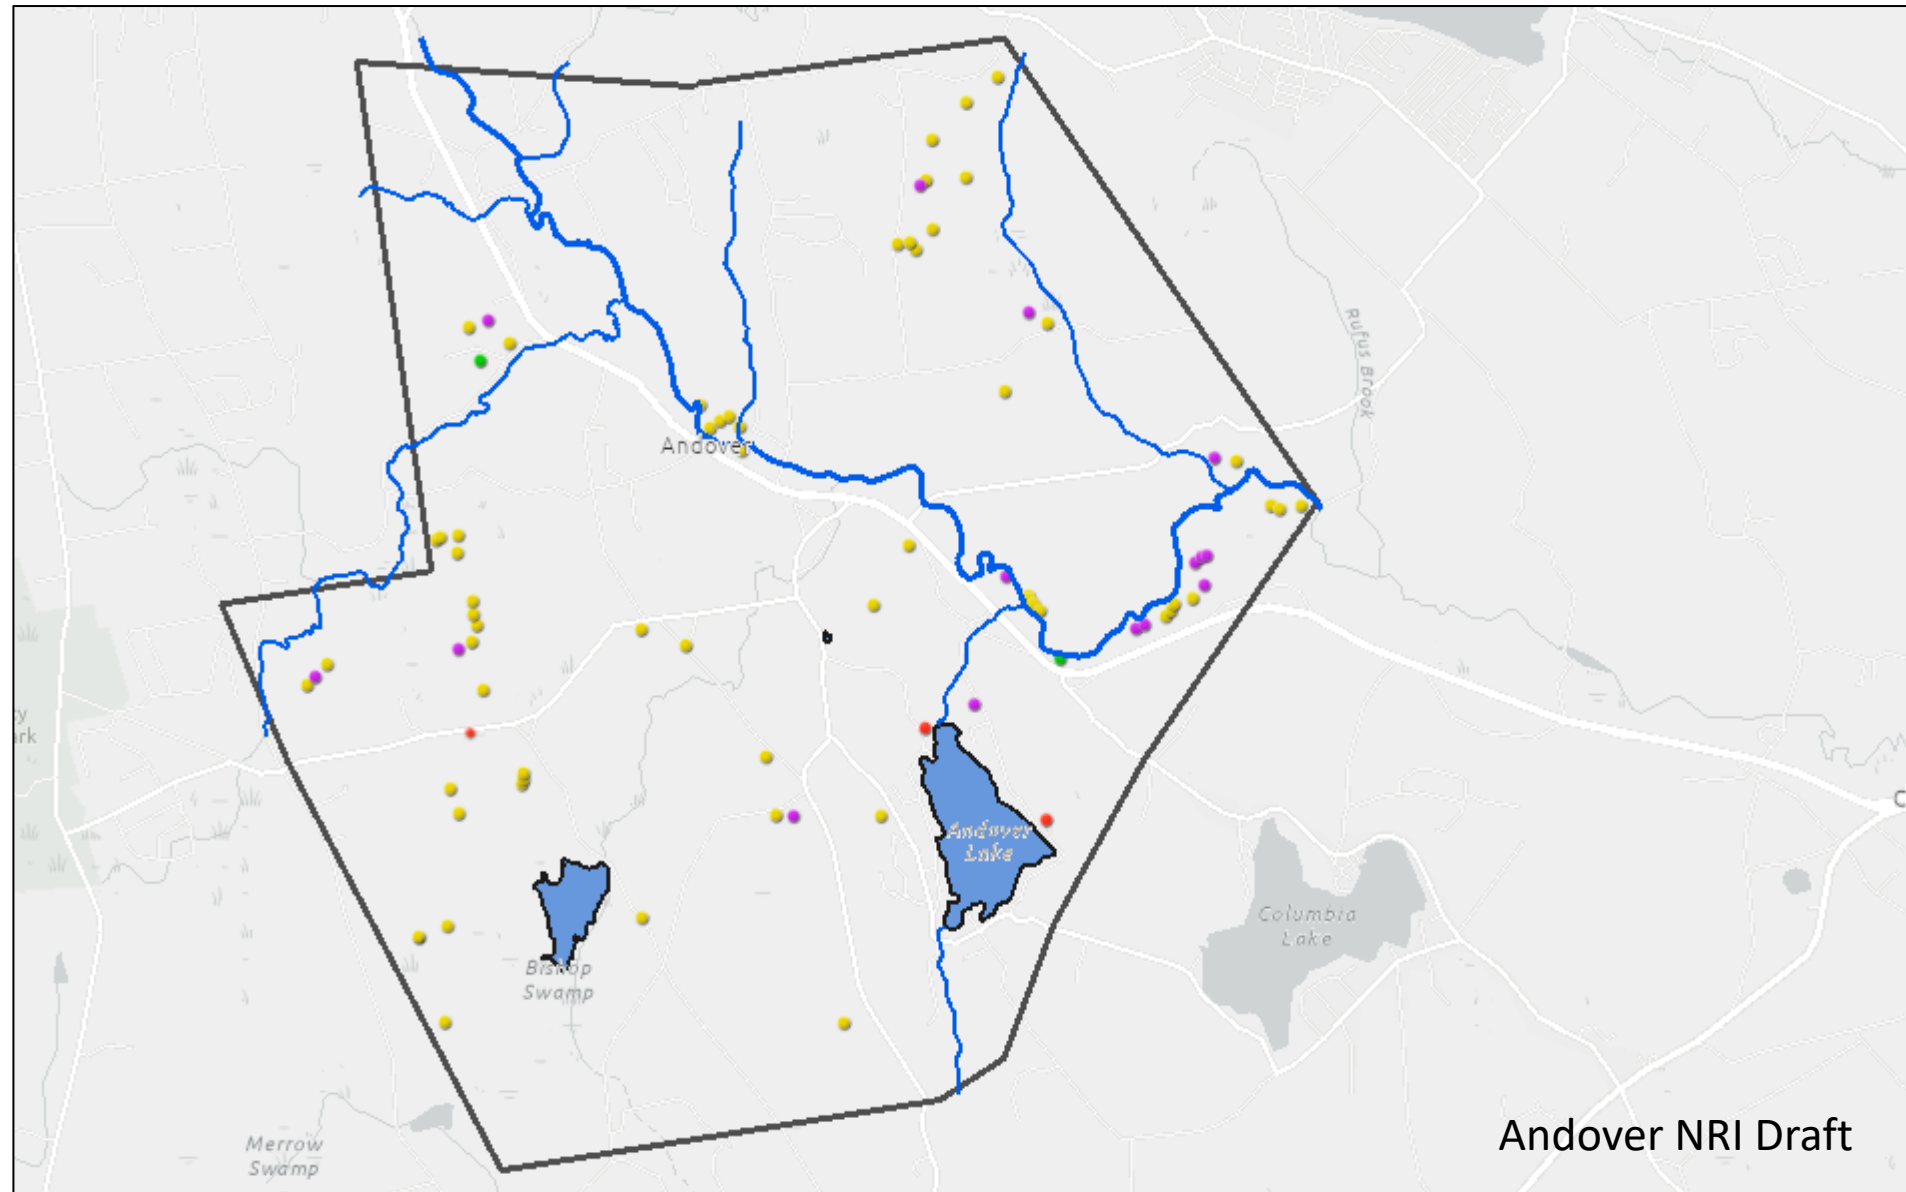 Rufus Brook
Andover
Andover
Lake
Columbia
Lake
Bishop
Swamp
Merrow
Swamp
Andover NRI Draft